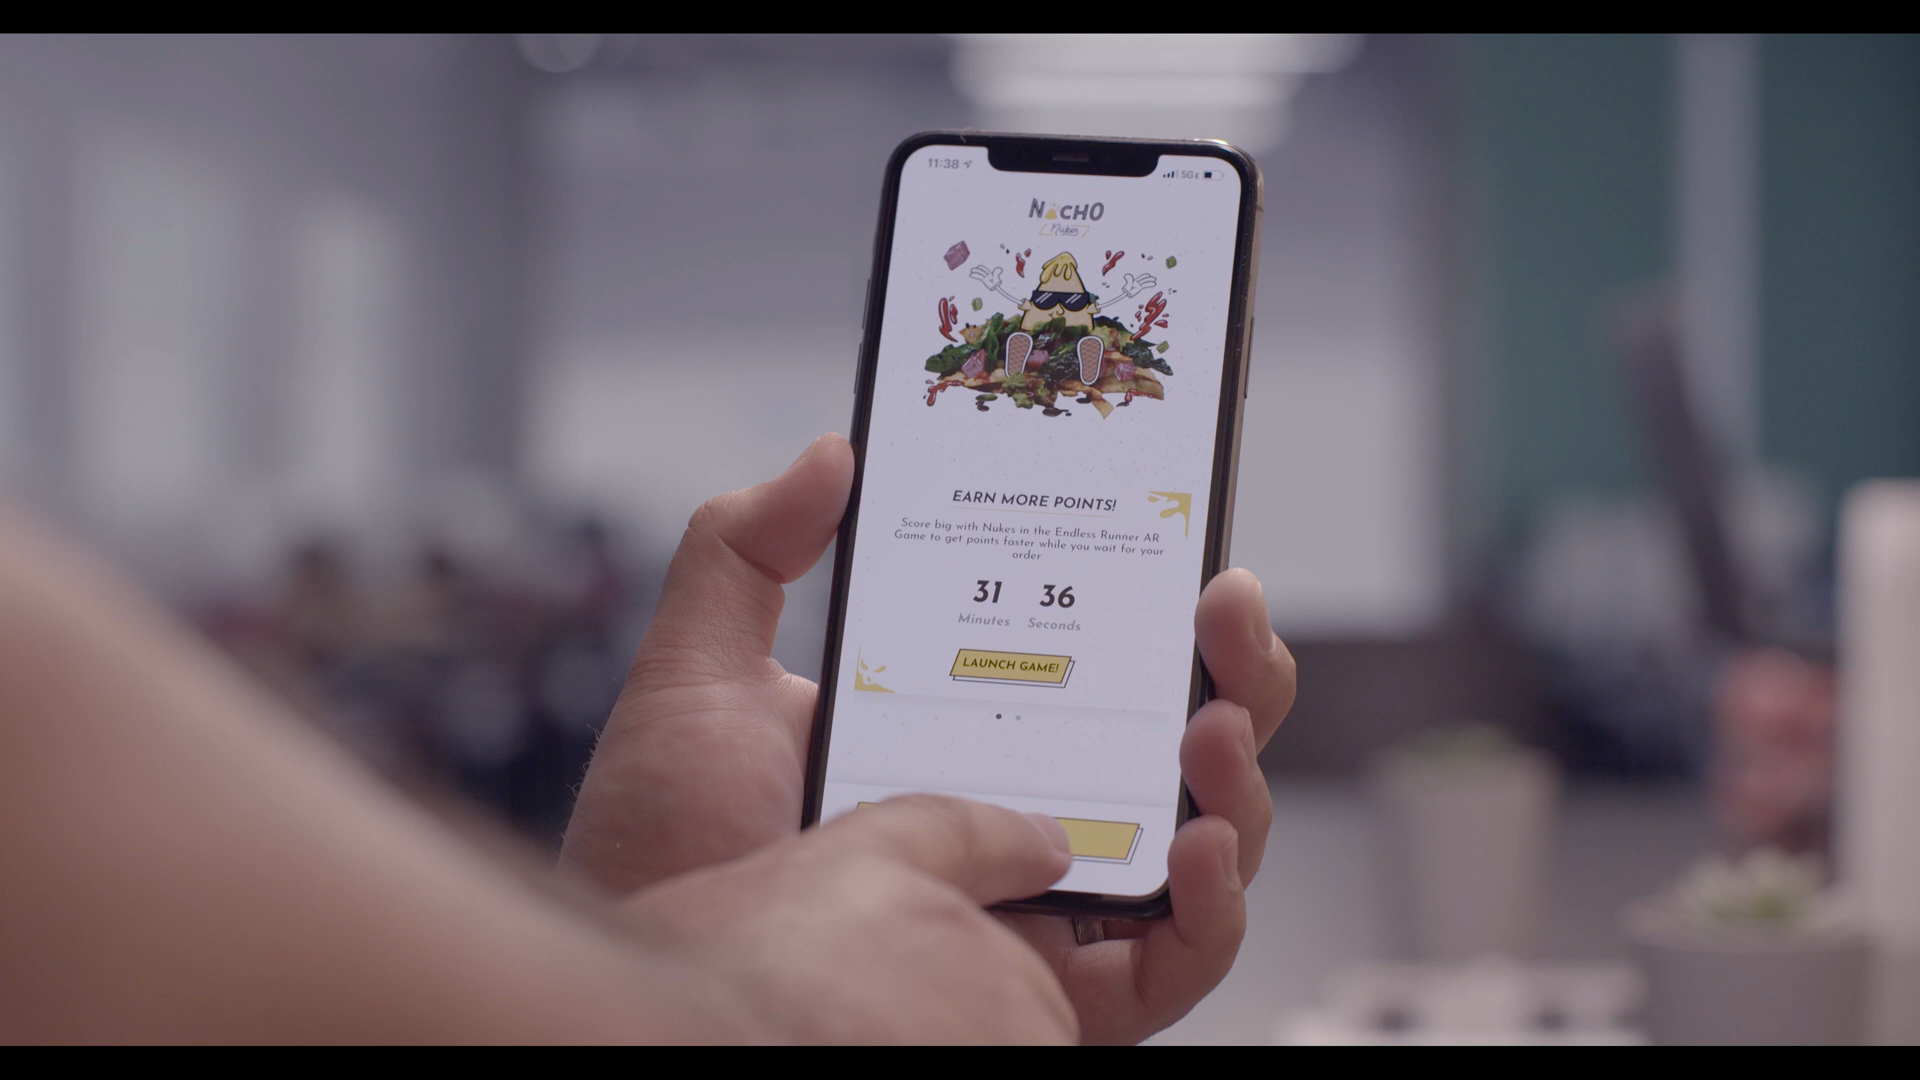 11:38
5GE
NACHO
Nukes
EARN MORE POINTS!
Score big with Nukes in the Endless Runner AR
Game to get points faster while you wait for your
order
31 36
Minutes Seconds
LAUNCH GAME!